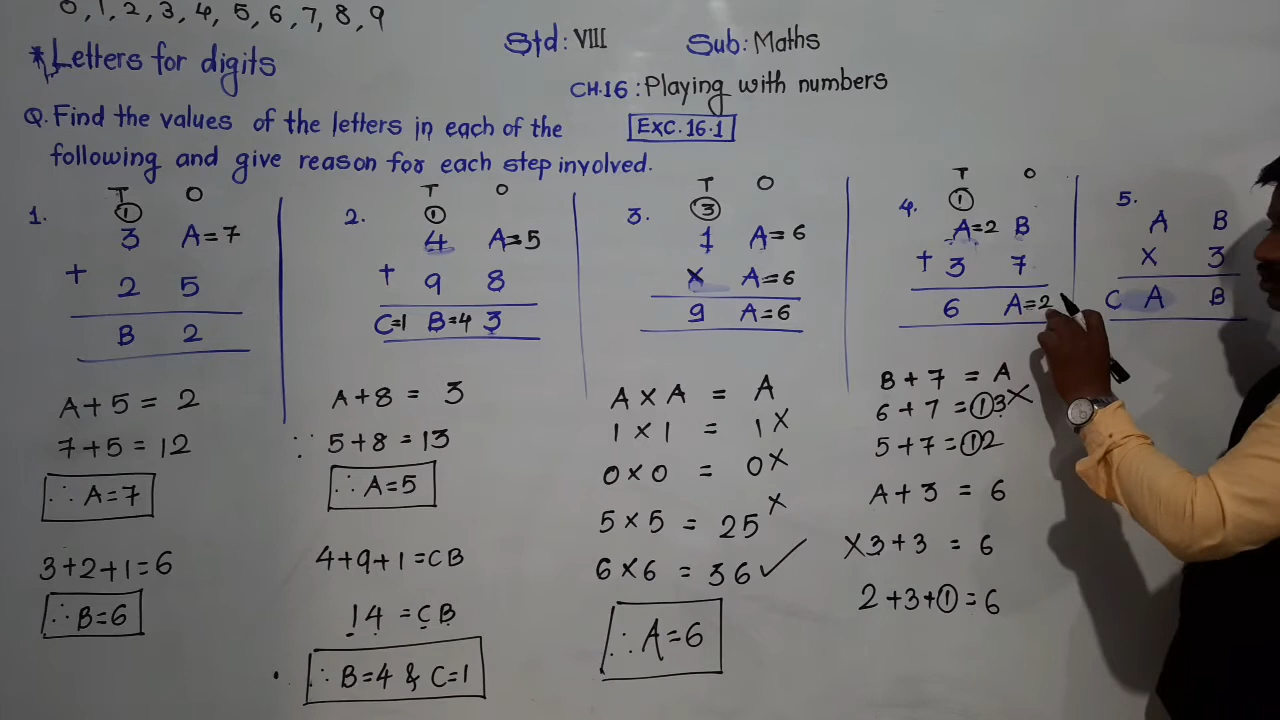 0, 1, 2, 3, 4, 5, 6, 7, 8, 9
* Letters for digits
Std: VIII Sub: Maths
CH.16 : Playing with numbers
Q. Find the values of the letters in each of the
Exc. 16.1
following and give reason for each step involved.
1.
T O
①
3 A=7
+ 2 5
B 2
A + 5 = 2
7 + 5 = 12
∴ A=7
3+2+1=6
∴ B=6
2.
T O
①
4 A=5
+ 9 8
C=1 B=4 3
A + 8 = 3
∵ 5+8 =13
∴ A=5
4+9+1=CB
14 = CB
∴ B=4 & C=1
3.
T O
③
1 A=6
X A=6
9 A=6
A X A = A
1 X 1 = 1 X
0 X 0 = 0 X
5 X 5 = 25 X
6 X 6 = 36 ✓
∴ A=6
4.
T O
①
A=2 B
+ 3 7
6 A=2
B + 7 = A
6 + 7 = ①3 X
5 + 7 = ①2
A + 3 = 6
X 3 + 3 = 6
2 + 3 + ① = 6
5.
A B
X 3
C A B